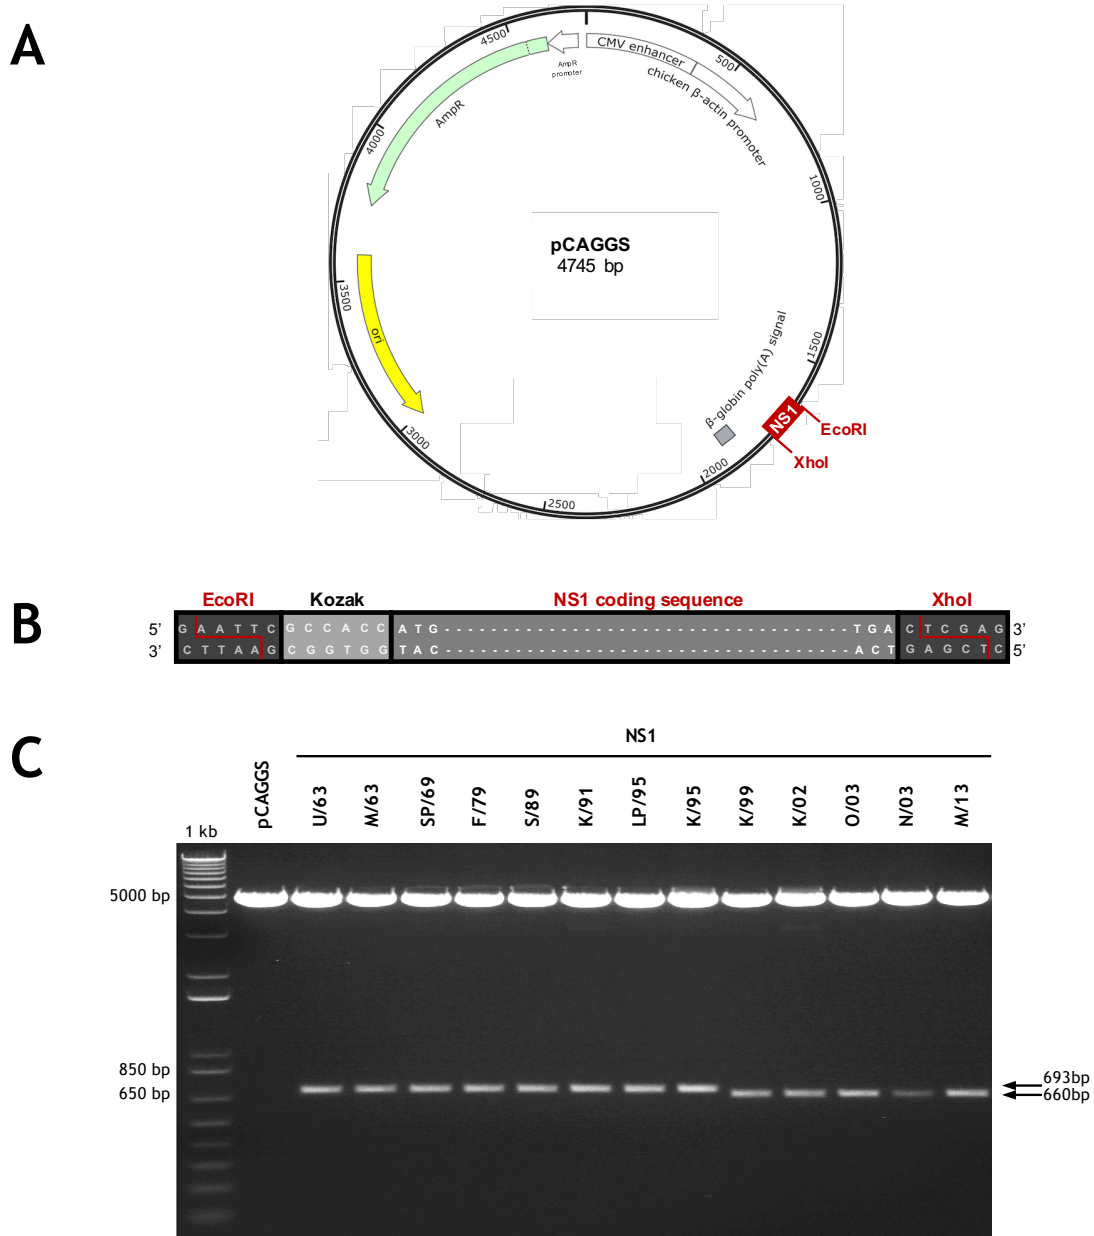 A
4500
500
CMV enhancer
chicken β-actin promoter
AmpR promoter
AmpR
4000
1000
pCAGGS
4745 bp
3500
ori
1500
β-globin poly(A) signal
NS1
EcoRI
XhoI
3000
2000
2500
B
EcoRI Kozak NS1 coding sequence XhoI
5' G A A T T C G C C A C C A T G - - - - - - - - - - - - - - - - - - - - - - - - - - - - - - - - - - - - - - T G A C T C G A G 3'
3' C T T A A G C G G T G G T A C - - - - - - - - - - - - - - - - - - - - - - - - - - - - - - - - - - - - - - A C T G A G C T C 5'
C
NS1
pCAGGS U/63 M/63 SP/69 F/79 S/89 K/91 LP/95 K/95 K/99 K/02 O/03 N/03 M/13
1 kb
5000 bp
850 bp
650 bp
693bp
660bp